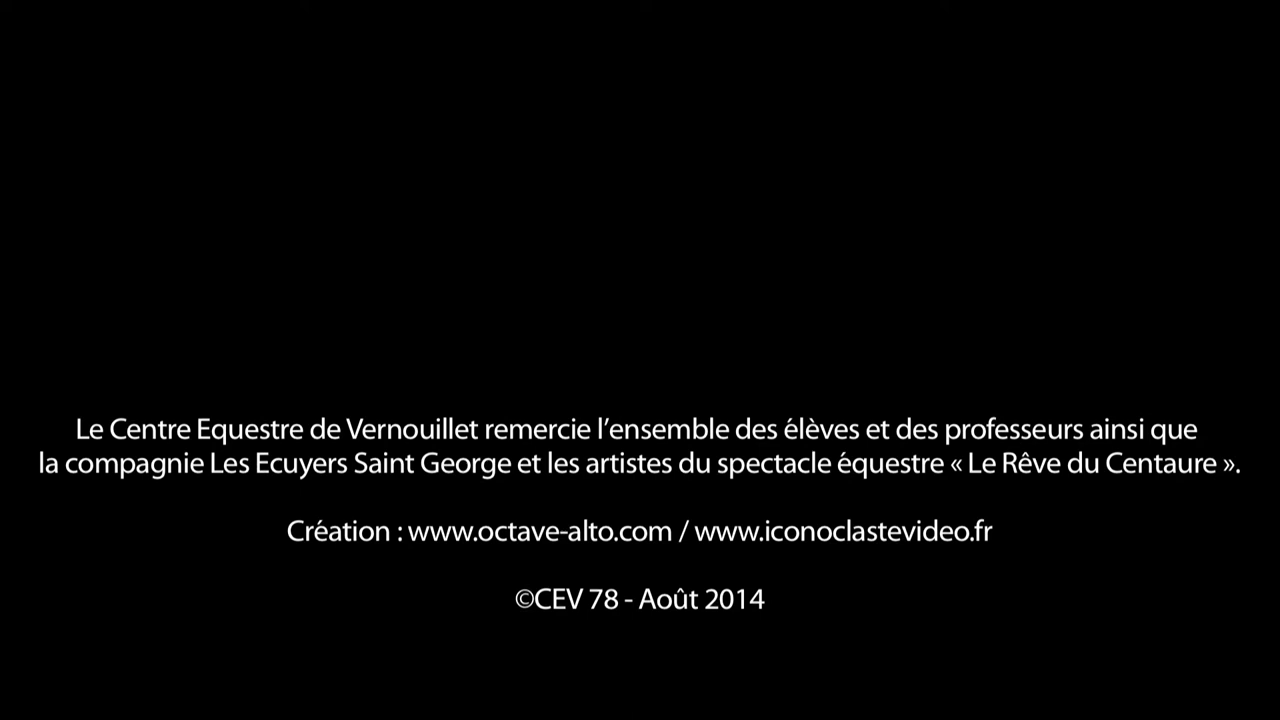 Le Centre Equestre de Vernouillet remercie l’ensemble des élèves et des professeurs ainsi que
la compagnie Les Ecuyers Saint George et les artistes du spectacle équestre « Le Rêve du Centaure ».
Création : www.octave-alto.com / www.iconoclastevideo.fr
©CEV 78 - Août 2014